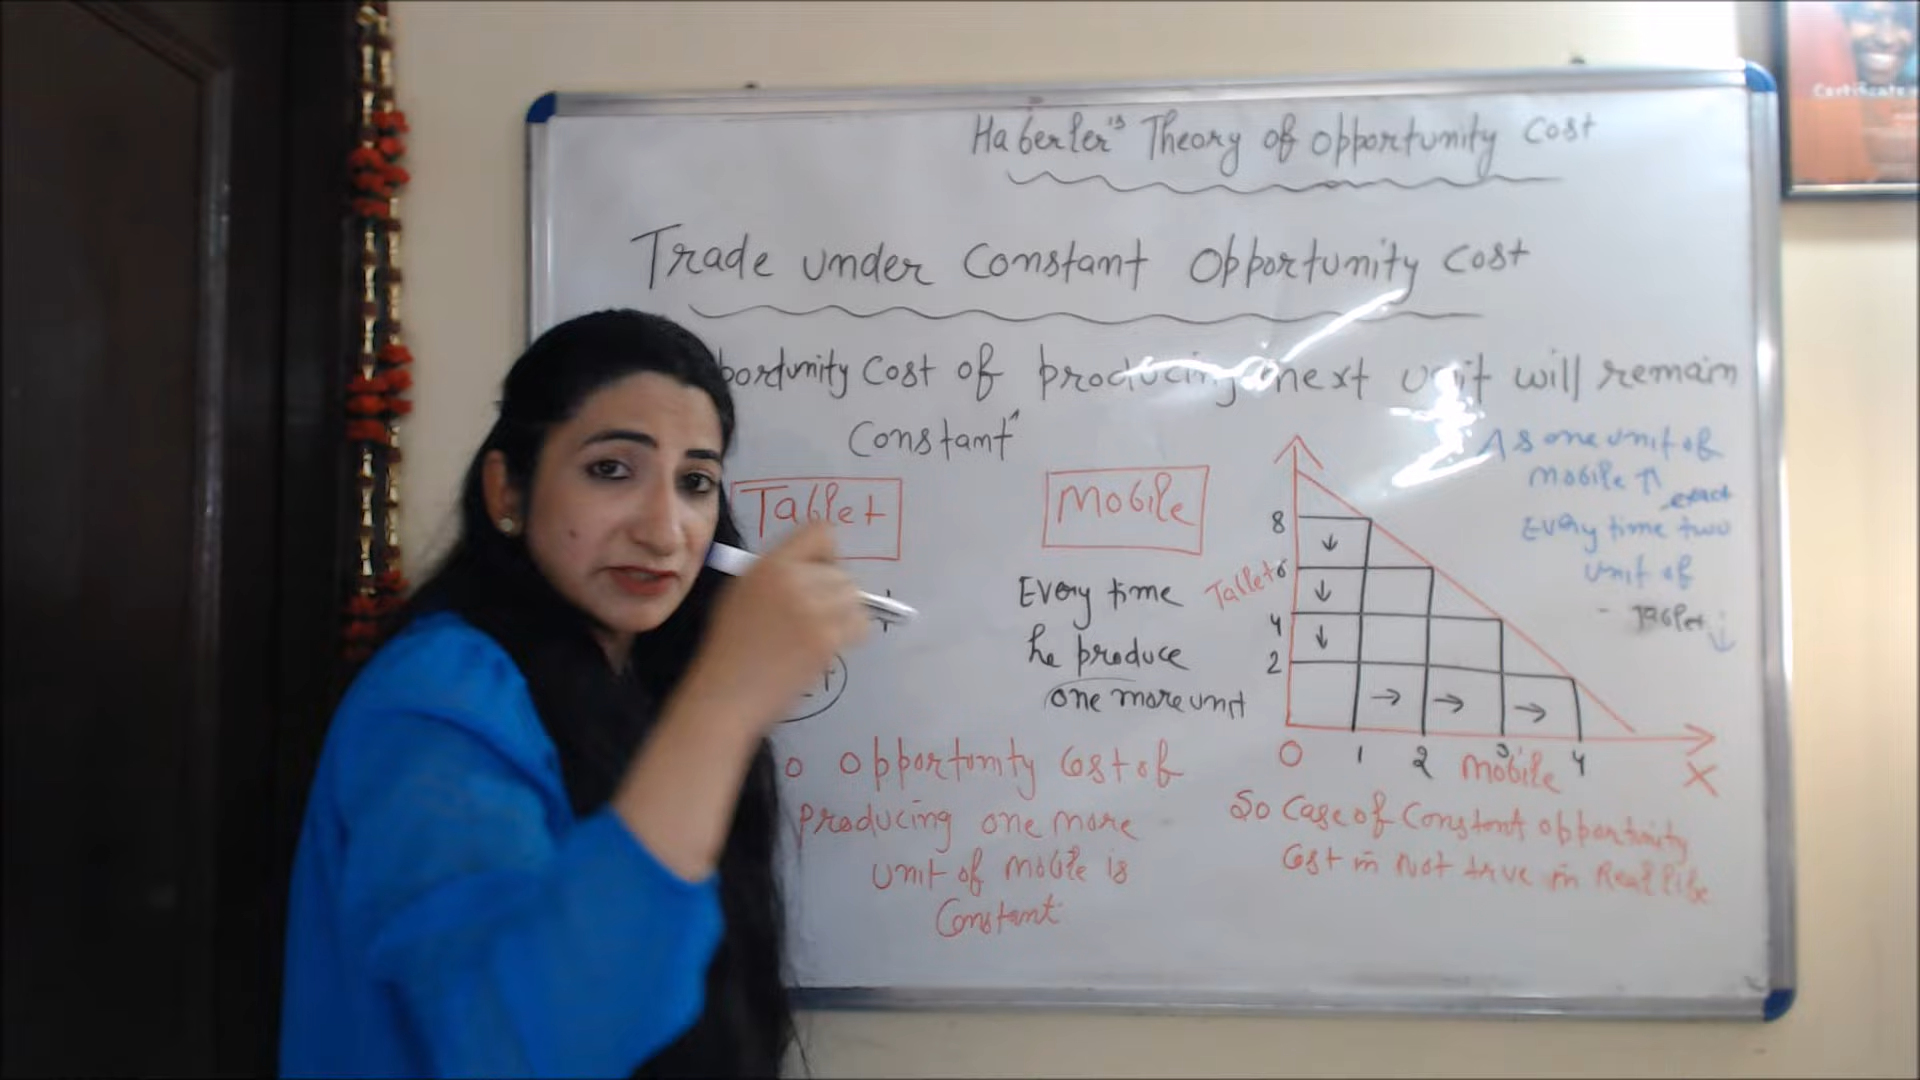 Certificate
Haberler's Theory of opportunity cost
Trade under Constant Opportunity Cost
cost of producing next unit will remain
Constant"
Tablet
Mobile
Every time
he produce
one more unit
o opportunity Cost of
producing one more
unit of mobile is
Constant
As one unit of
mobile ↑
exact
Every time two
unit of
- Tablet ↓
Tablet
8
6
4
2
O 1 2 3 4
Mobile
X
So Case of Constant opportunity
Cost in not true in Real life